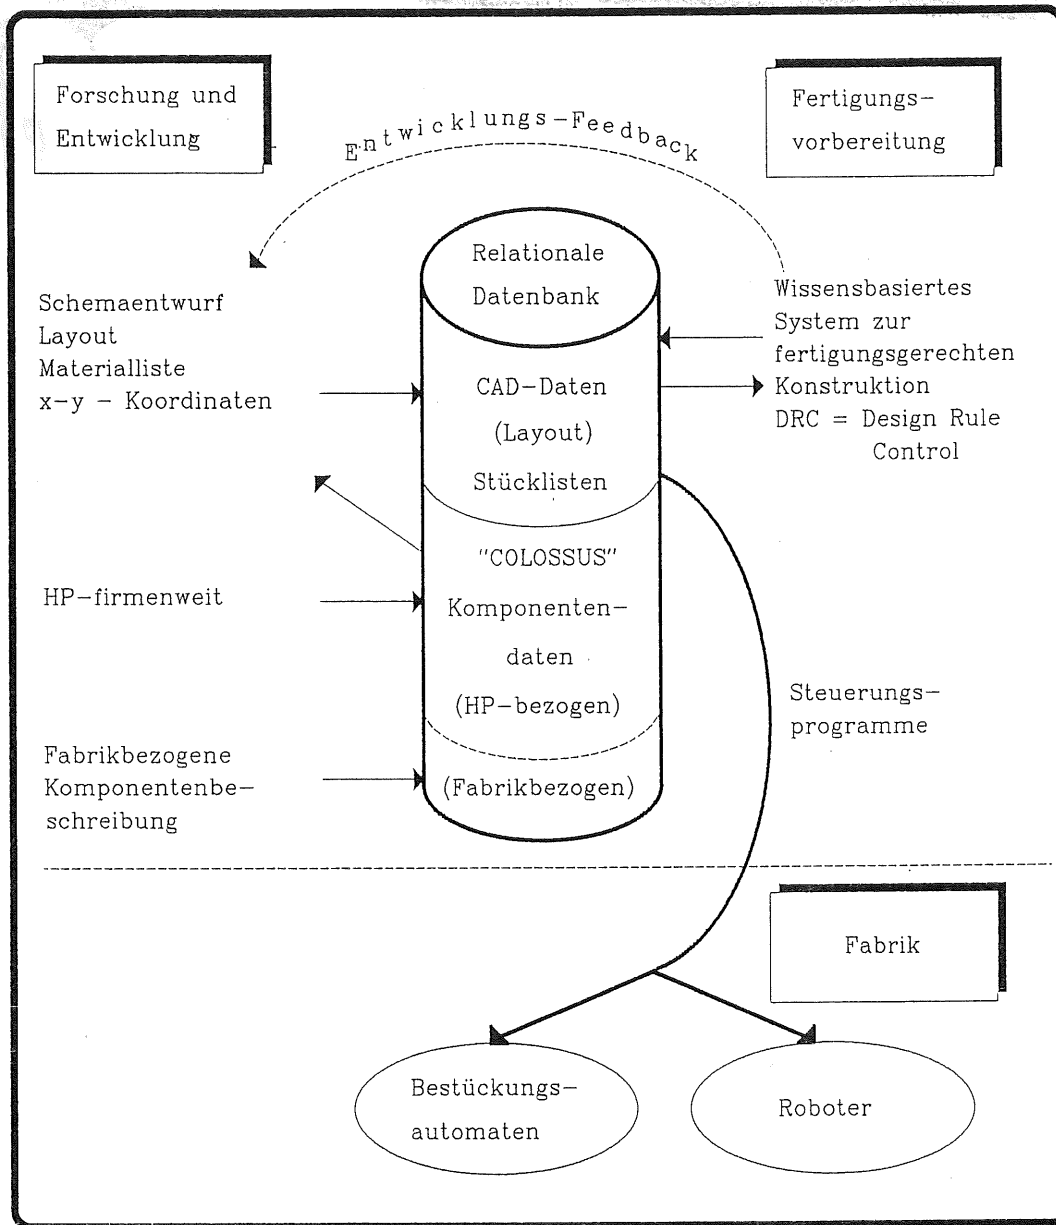 Forschung und
Entwicklung
Fertigungs-
vorbereitung
Entwicklungs-Feedback
Relationale
Datenbank
Schemaentwurf
Layout
Materialliste
x-y - Koordinaten
CAD-Daten
(Layout)
Stücklisten
Wissensbasiertes
System zur
fertigungsgerechten
Konstruktion
DRC = Design Rule
Control
"COLOSSUS"
Komponenten-
daten
(HP-bezogen)
HP-firmenweit
Steuerungs-
programme
Fabrikbezogene
Komponentenbe-
schreibung
(Fabrikbezogen)
Fabrik
Bestückungs-
automaten
Roboter